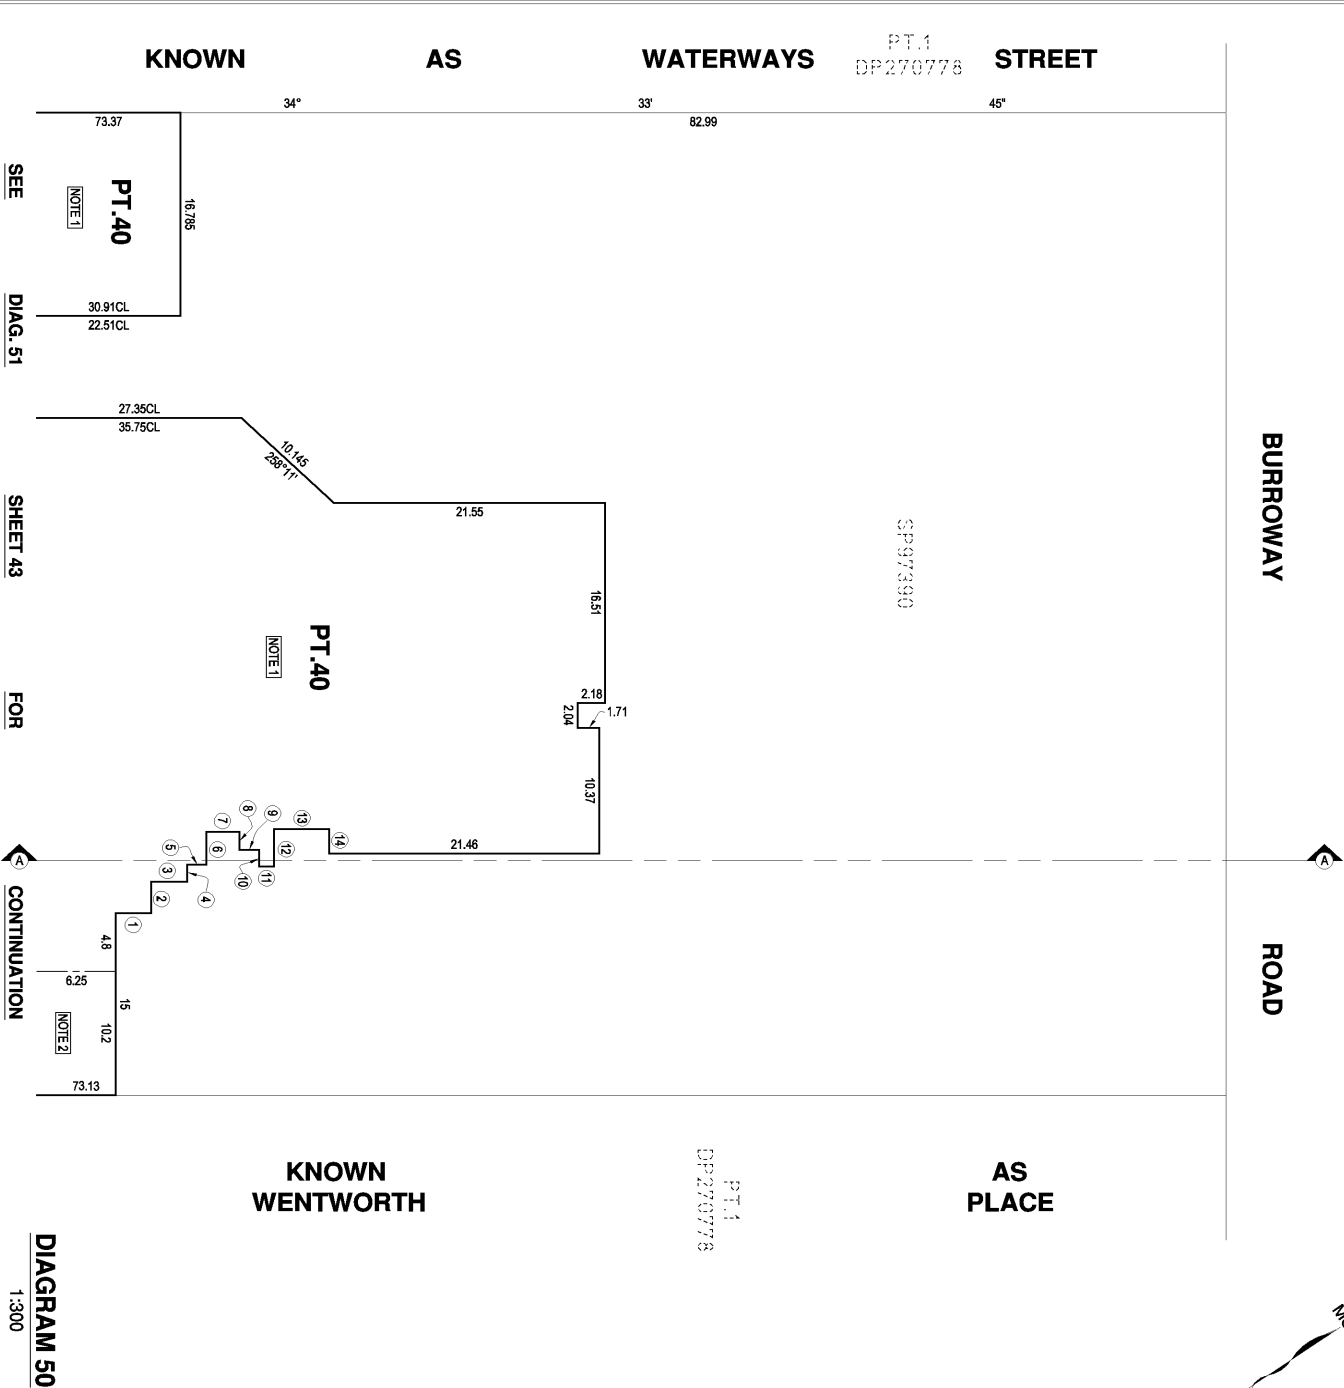 KNOWN AS WATERWAYS STREET
PT.1
DP270778
34° 33' 45"
73.37
82.99
PT.40
NOTE 1
16.785
30.91CL
22.51CL
27.35CL
35.75CL
10.145
258°11'
21.55
16.51
SP97390
BURROWAY ROAD
PT.40
NOTE 1
2.18
2.04
1.71
10.37
21.46
A
A
1
2
3
4
5
6
7
8
9
10
11
12
13
14
4.8
6.25
15
10.2
NOTE 2
73.13
SEE DIAG. 51 SHEET 43 FOR CONTINUATION
KNOWN AS
WENTWORTH PLACE
PT.1
DP270778
DIAGRAM 50
1:300